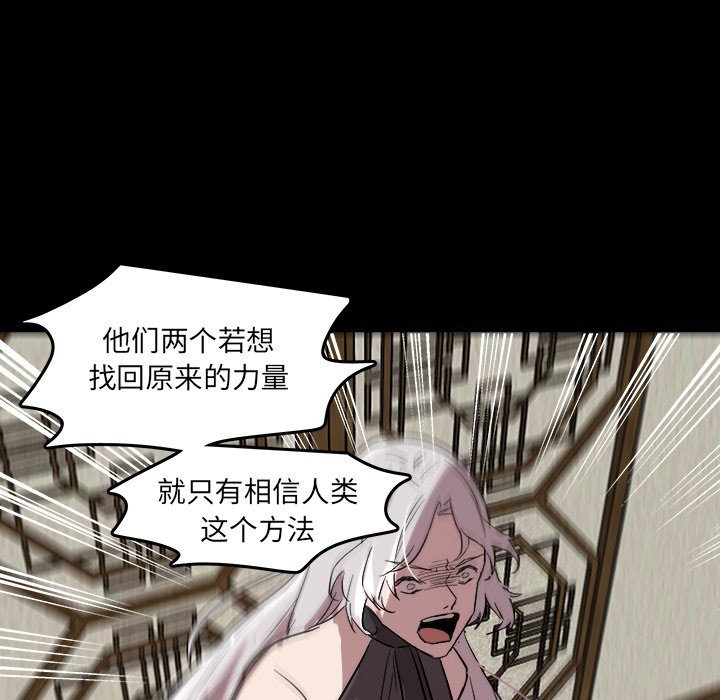 他们两个若想
找回原来的力量
就只有相信人类
这个方法